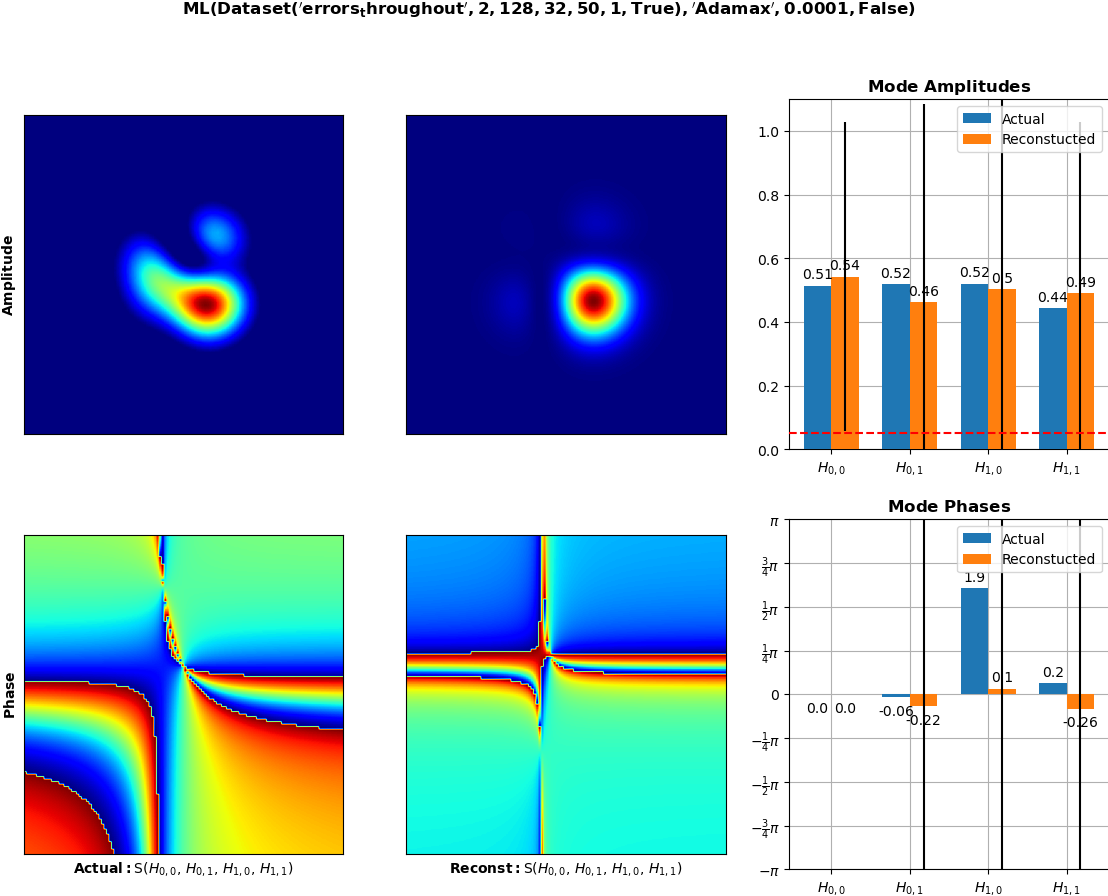 ML(Dataset('errors_throughout', 2, 128, 32, 50, 1, True), 'Adamax', 0.0001, False)
Mode Amplitudes
Amplitude
Actual
Reconstucted
1.0
0.8
0.6
0.4
0.2
0.0
0.51 0.54 0.52 0.46 0.52 0.5 0.44 0.49
H0,0 H0,1 H1,0 H1,1
Mode Phases
Phase
Actual
Reconstucted
π
3/4π
1/2π
1/4π
0
−1/4π
−1/2π
−3/4π
−π
0.0 0.0 -0.06 -0.22 1.9 0.1 0.2 -0.26
H0,0 H0,1 H1,0 H1,1
Actual: S(H0,0, H0,1, H1,0, H1,1)
Reconst: S(H0,0, H0,1, H1,0, H1,1)